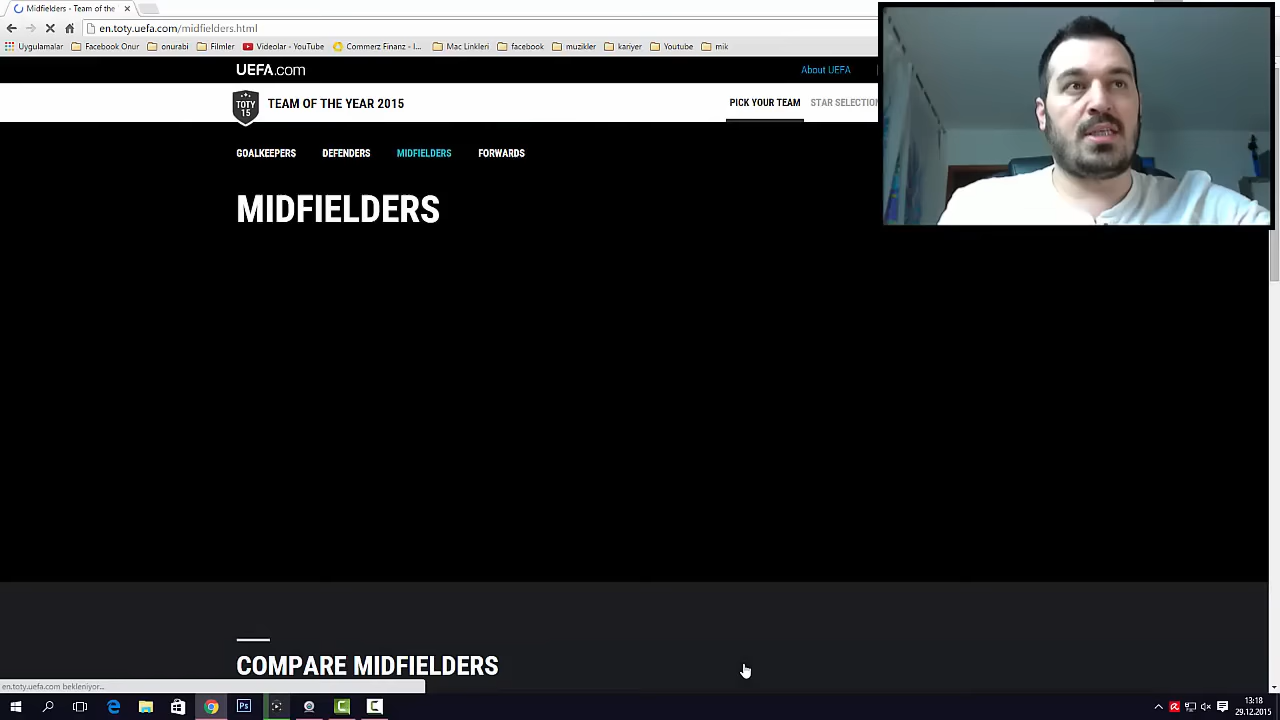 Midfielders - Team of the
en.toty.uefa.com/midfielders.html
Uygulamalar Facebook Onur onurabi Filmler Videolar - YouTube Commerz Finanz - I... Mac Linkleri facebook muzikler kariyer Youtube mik
UEFA.com About UEFA
TOTY 15 TEAM OF THE YEAR 2015 PICK YOUR TEAM STAR SELECTION
GOALKEEPERS DEFENDERS MIDFIELDERS FORWARDS
MIDFIELDERS
COMPARE MIDFIELDERS
en.toty.uefa.com bekleniyor...
Ps
13:18
29.12.2015